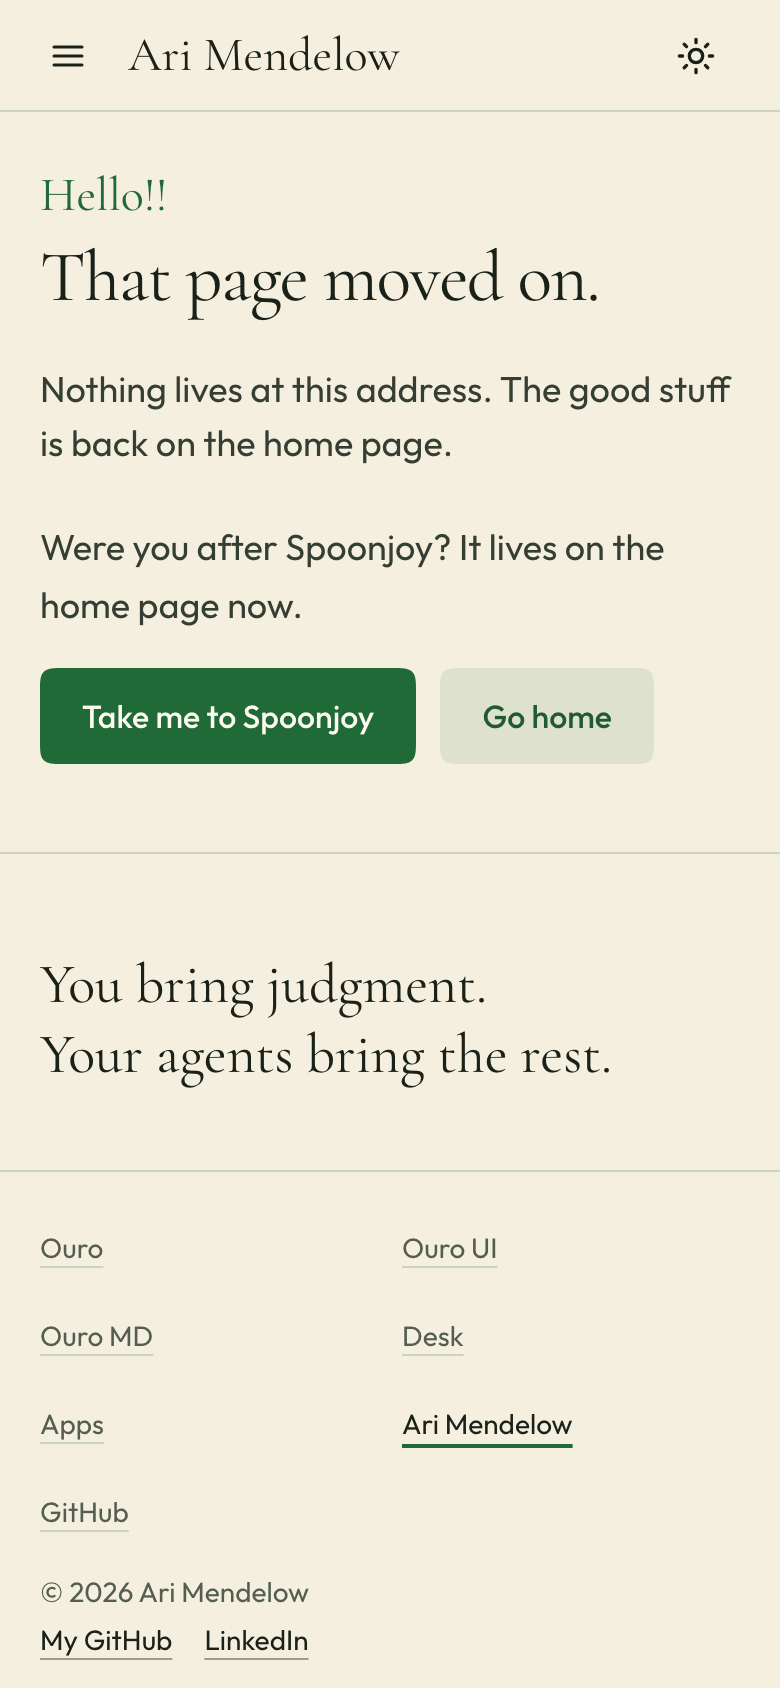 Ari Mendelow
Hello!!
That page moved on.
Nothing lives at this address. The good stuff
is back on the home page.
Were you after Spoonjoy? It lives on the
home page now.
Take me to Spoonjoy
Go home
You bring judgment.
Your agents bring the rest.
Ouro
Ouro UI
Ouro MD
Desk
Apps
Ari Mendelow
GitHub
© 2026 Ari Mendelow
My GitHub
LinkedIn